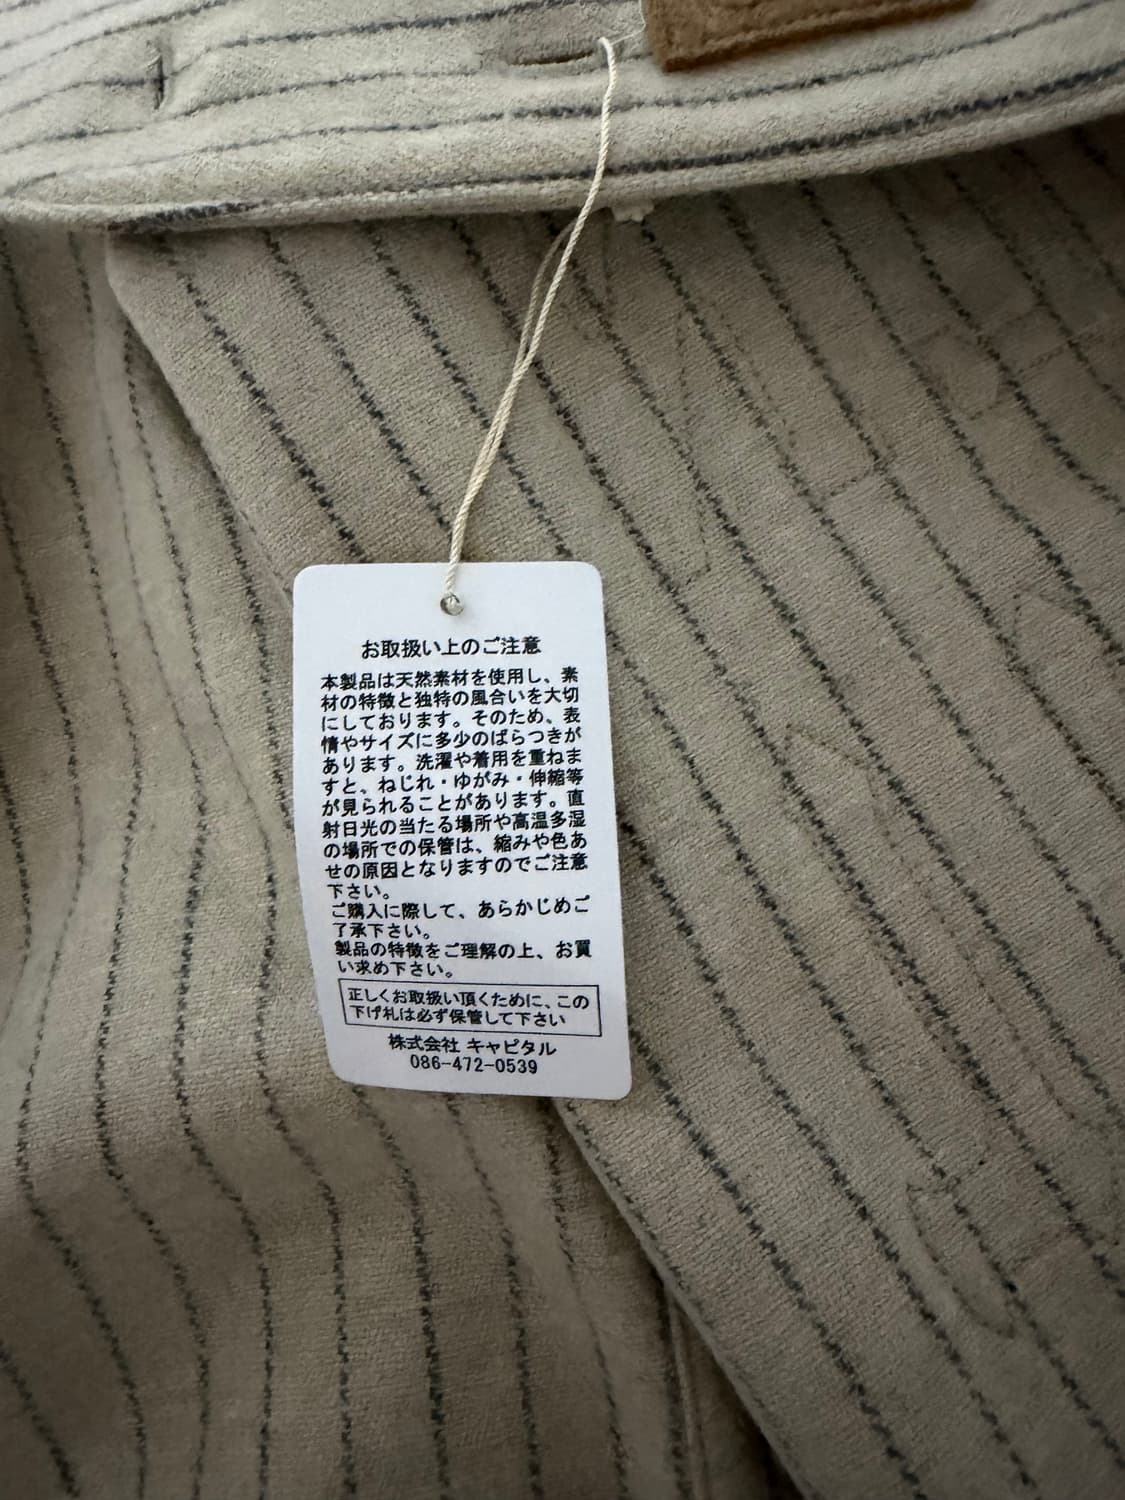 お取扱い上のご注意
本製品は天然素材を使用し、素
材の特徴と独特の風合いを大切
にしております。そのため、表
情やサイズに多少のばらつきが
あります。洗濯や着用を重ねま
すと、ねじれ・ゆがみ・伸縮等
が見られることがあります。直
射日光の当たる場所や高温多湿
の場所での保管は、縮みや色あ
せの原因となりますのでご注意
下さい。
ご購入に際して、あらかじめご
了承下さい。
製品の特徴をご理解の上、お買
い求め下さい。
正しくお取扱い頂くために、この
下げ札は必ず保管して下さい
株式会社 キャピタル
086-472-0539